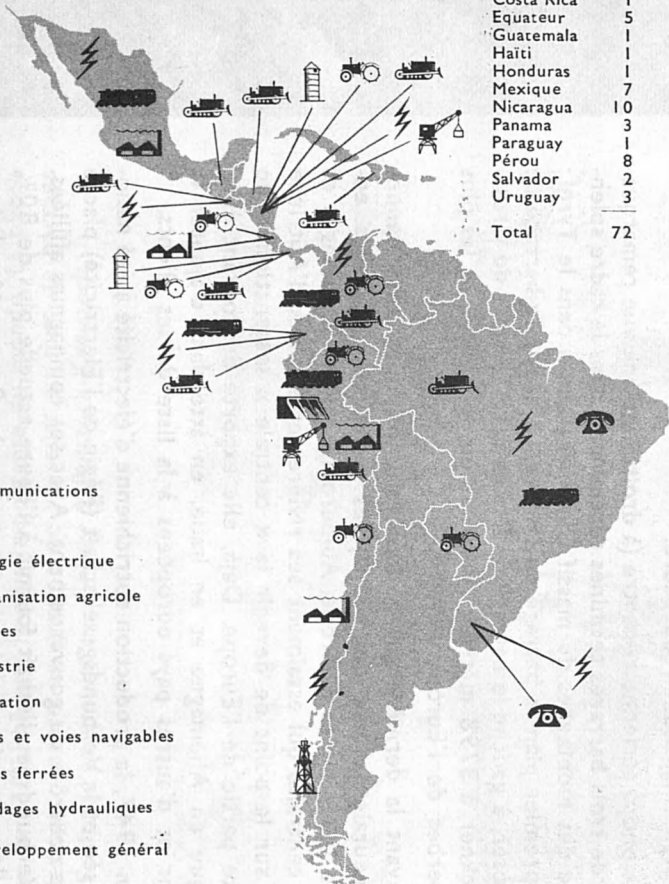 Costa Rica 1
Equateur 5
Guatemala 1
Haïti 1
Honduras 1
Mexique 7
Nicaragua 10
Panama 3
Paraguay 1
Pérou 8
Salvador 2
Uruguay 3
Total 72
munications
gie électrique
anisation agricole
es
strie
ation
s et voies navigables
s ferrées
dages hydrauliques
veloppement général